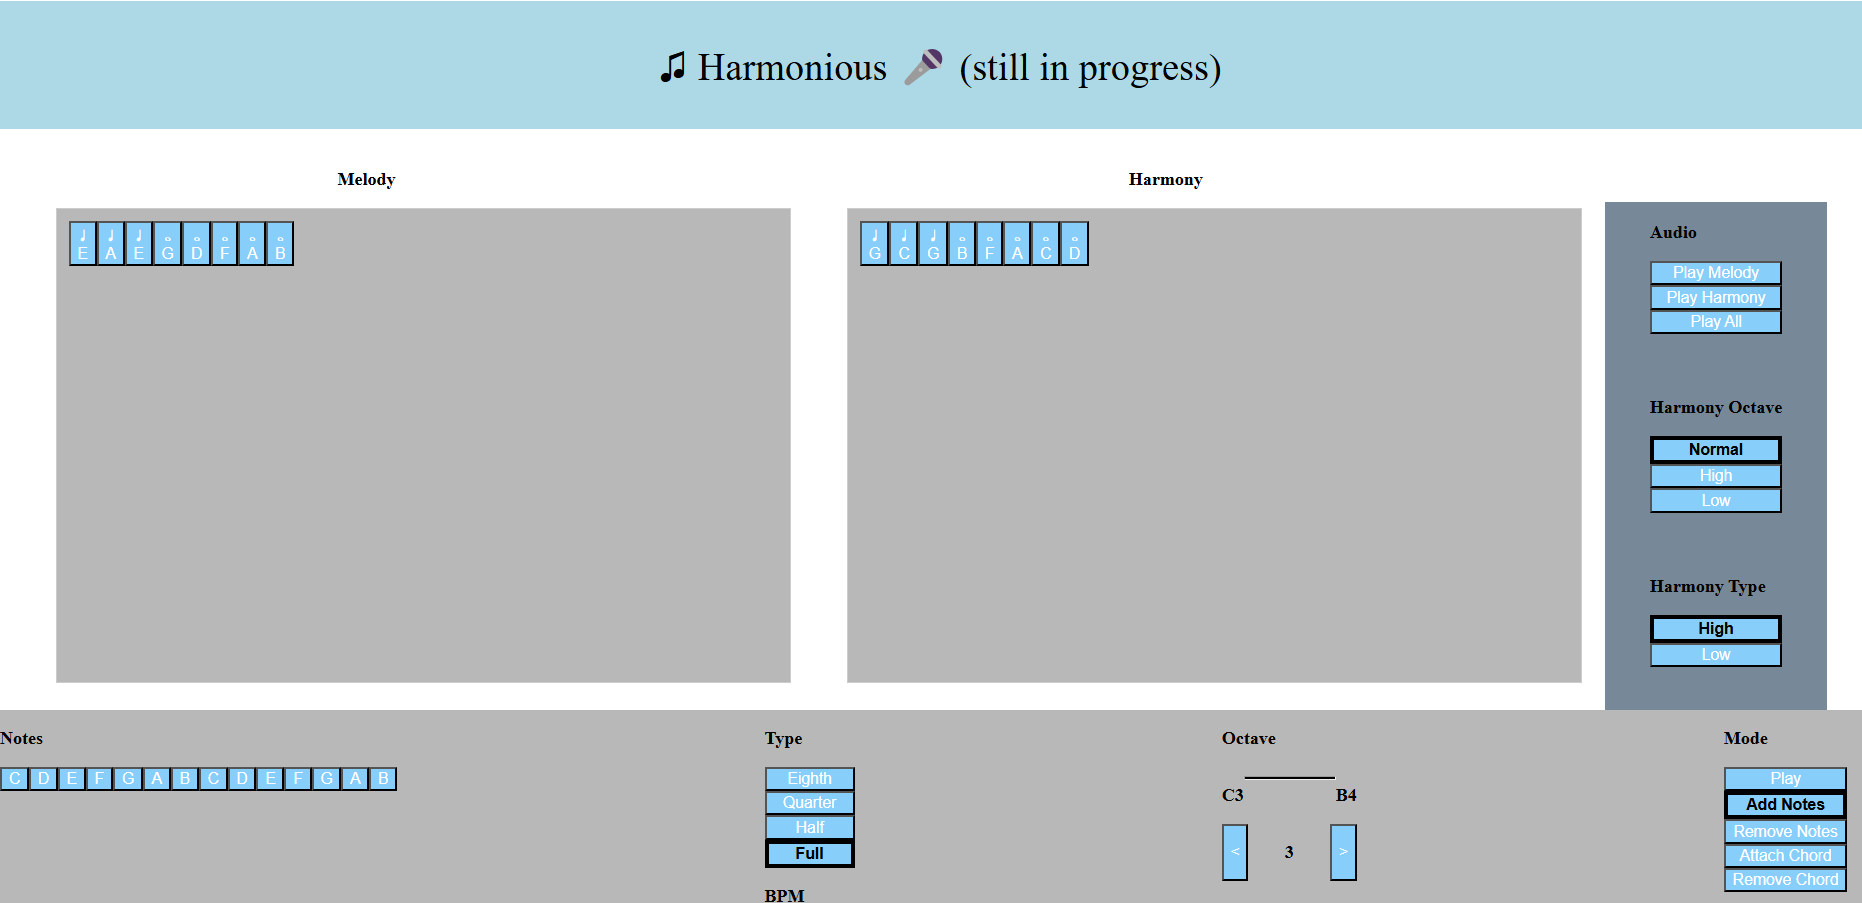 ♫ Harmonious 🎤 (still in progress)
Melody
♩ ♩ ♩ 𝅝 𝅝 𝅝 𝅝 𝅝
E A E G D F A B
Harmony
♩ ♩ ♩ 𝅝 𝅝 𝅝 𝅝 𝅝
G C G B F A C D
Audio
Play Melody
Play Harmony
Play All
Harmony Octave
Normal
High
Low
Harmony Type
High
Low
Notes
C D E F G A B C D E F G A B
Type
Eighth
Quarter
Half
Full
BPM
Octave
C3 B4
< 3 >
Mode
Play
Add Notes
Remove Notes
Attach Chord
Remove Chord